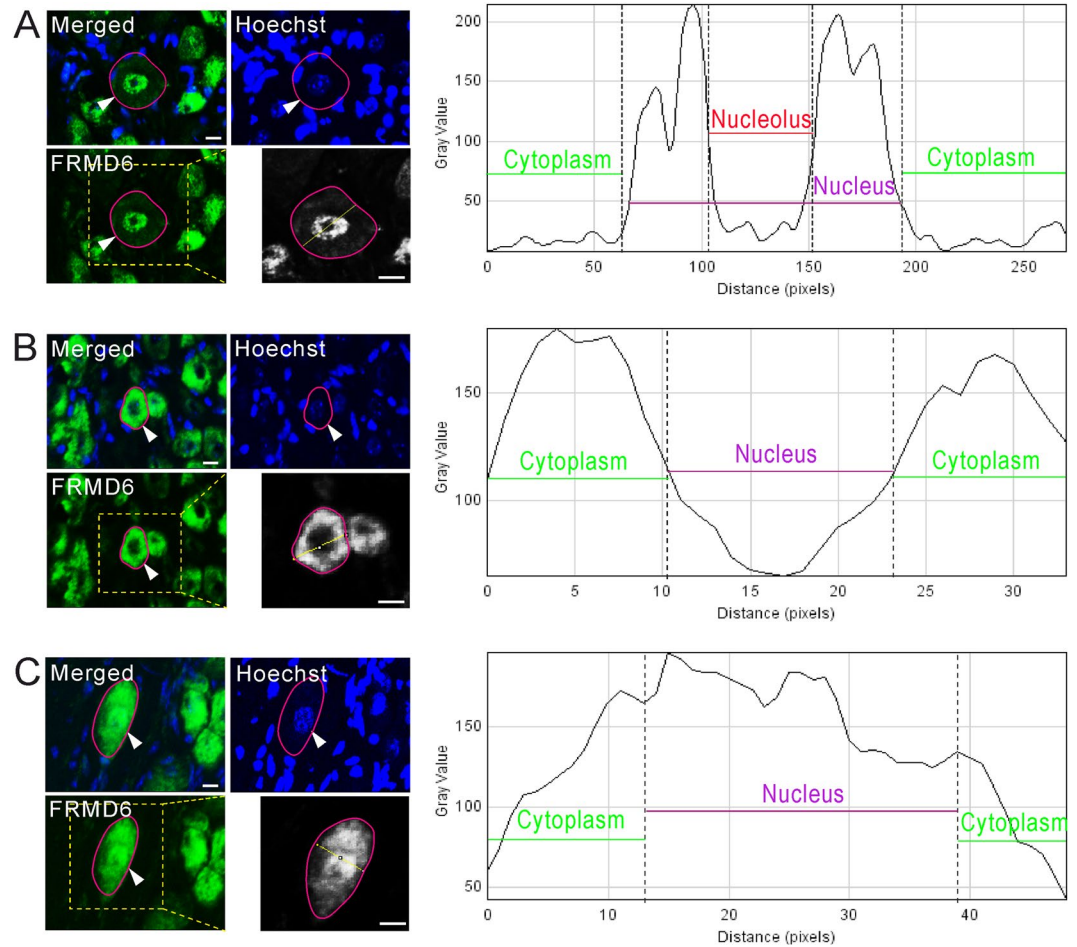 A
Merged
Hoechst
FRMD6
Gray Value
200
150
100
50
Nucleolus
Cytoplasm
Cytoplasm
Nucleus
0
50
100
150
200
250
Distance (pixels)
B
Merged
Hoechst
FRMD6
Gray Value
150
100
Nucleus
Cytoplasm
Cytoplasm
0
5
10
15
20
25
30
Distance (pixels)
C
Merged
Hoechst
FRMD6
Gray Value
150
100
50
Nucleus
Cytoplasm
Cytoplasm
0
10
20
30
40
Distance (pixels)